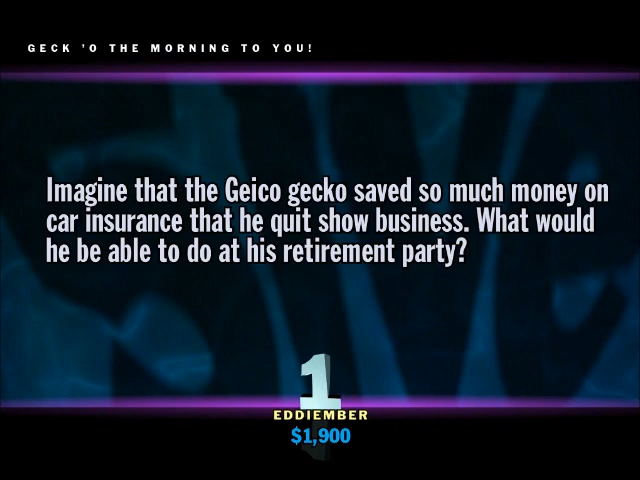 GECK 'O THE MORNING TO YOU!
Imagine that the Geico gecko saved so much money on
car insurance that he quit show business. What would
he be able to do at his retirement party?
1
EDDIEMBER
$1,900